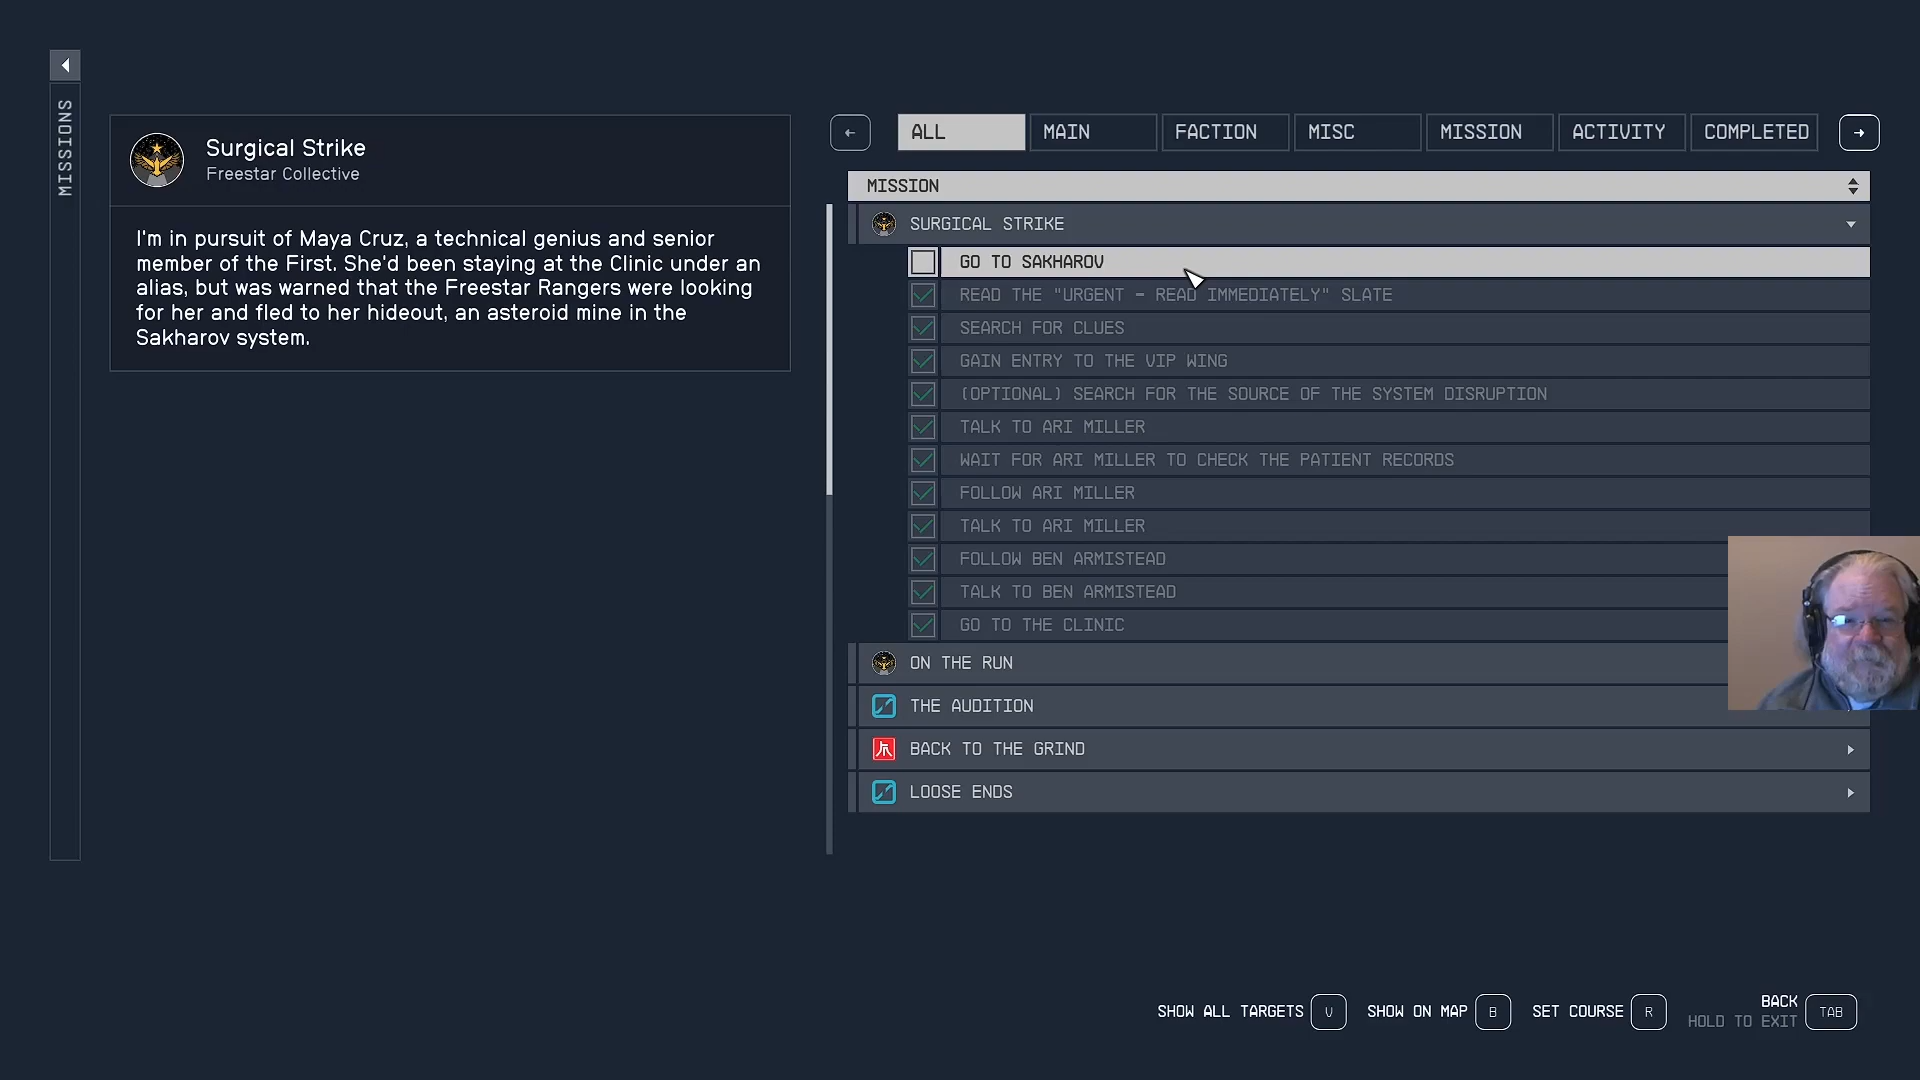 MISSIONS
Surgical Strike
Freestar Collective
I'm in pursuit of Maya Cruz, a technical genius and senior
member of the First. She'd been staying at the Clinic under an
alias, but was warned that the Freestar Rangers were looking
for her and fled to her hideout, an asteroid mine in the
Sakharov system.
ALL MAIN FACTION MISC MISSION ACTIVITY COMPLETED
MISSION
SURGICAL STRIKE
GO TO SAKHAROV
READ THE "URGENT - READ IMMEDIATELY" SLATE
SEARCH FOR CLUES
GAIN ENTRY TO THE VIP WING
(OPTIONAL) SEARCH FOR THE SOURCE OF THE SYSTEM DISRUPTION
TALK TO ARI MILLER
WAIT FOR ARI MILLER TO CHECK THE PATIENT RECORDS
FOLLOW ARI MILLER
TALK TO ARI MILLER
FOLLOW BEN ARMISTEAD
TALK TO BEN ARMISTEAD
GO TO THE CLINIC
ON THE RUN
THE AUDITION
BACK TO THE GRIND
LOOSE ENDS
SHOW ALL TARGETS V SHOW ON MAP B SET COURSE R BACK TAB
HOLD TO EXIT